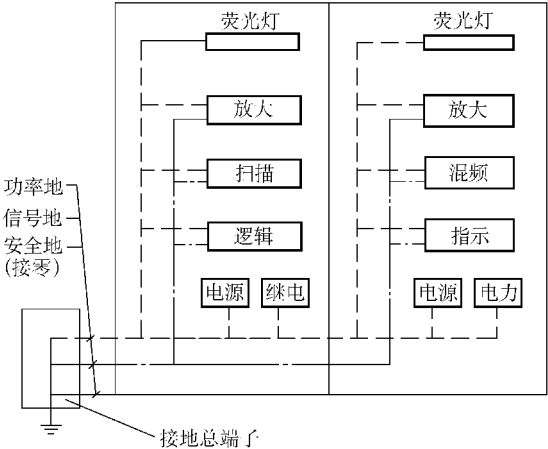 荧光灯
荧光灯
放大
放大
扫描
混频
逻辑
指示
电源
继电
电源
电力
功率地
信号地
安全地
(接零)
接地总端子